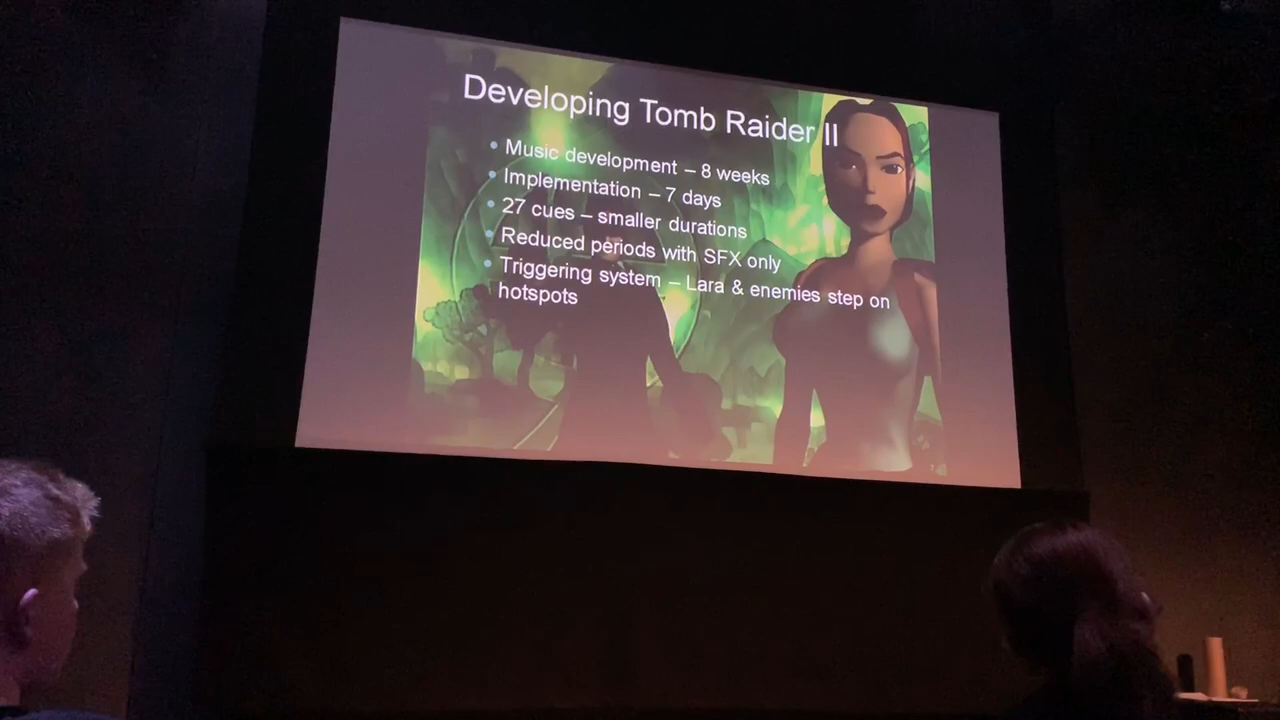 Developing Tomb Raider II
• Music development – 8 weeks
• Implementation – 7 days
• 27 cues – smaller durations
• Reduced periods with SFX only
• Triggering system – Lara & enemies step on
hotspots